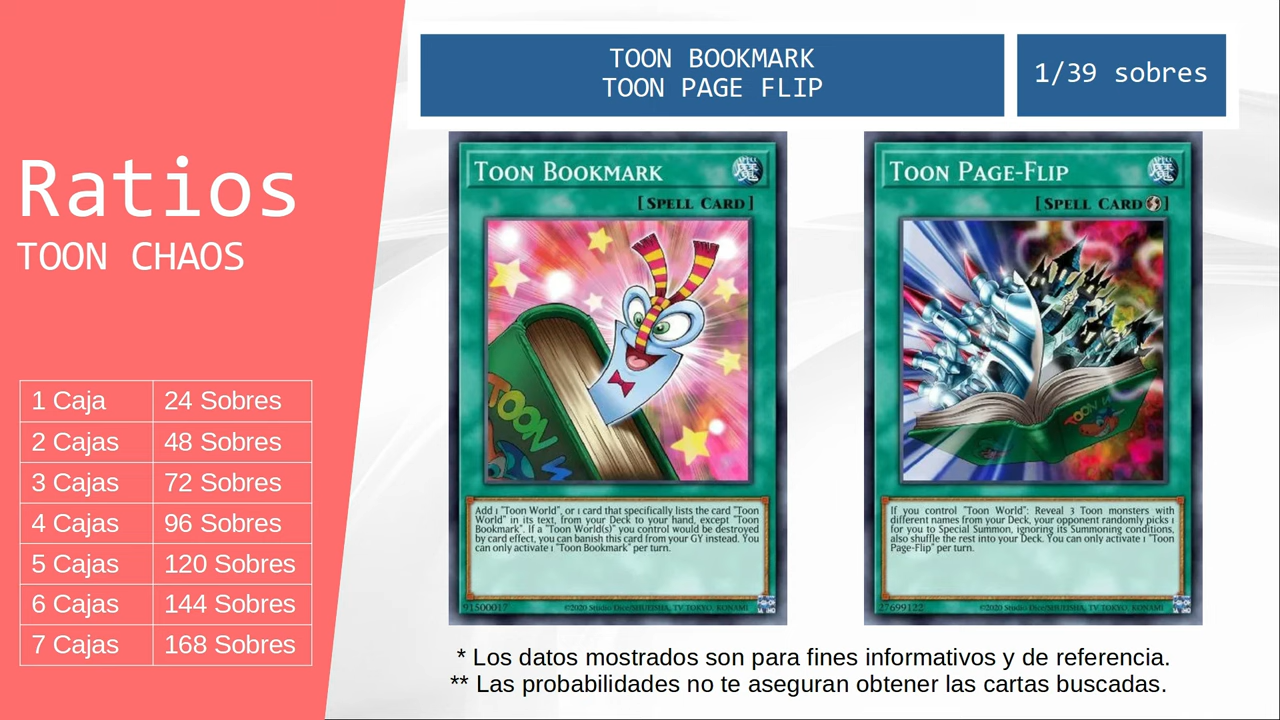 Ratios
TOON CHAOS
1 Caja 24 Sobres
2 Cajas 48 Sobres
3 Cajas 72 Sobres
4 Cajas 96 Sobres
5 Cajas 120 Sobres
6 Cajas 144 Sobres
7 Cajas 168 Sobres
TOON BOOKMARK
TOON PAGE FLIP
1/39 sobres
TOON BOOKMARK
[SPELL CARD]
TOON W
Add 1 "Toon World", or 1 card that specifically lists the card "Toon
World" in its text, from your Deck to your hand, except "Toon
Bookmark". If a "Toon World(s)" you control would be destroyed
by card effect, you can banish this card from your GY instead. You
can only activate 1 "Toon Bookmark" per turn.
91500017 ©2020 Studio Dice/SHUEISHA, TV TOKYO, KONAMI
TOON PAGE-FLIP
[SPELL CARD]
TOON W
If you control "Toon World": Reveal 3 Toon monsters with
different names from your Deck, your opponent randomly picks 1
for you to Special Summon, ignoring its Summoning conditions,
also shuffle the rest into your Deck. You can only activate 1 "Toon
Page-Flip" per turn.
27699122 ©2020 Studio Dice/SHUEISHA, TV TOKYO, KONAMI
* Los datos mostrados son para fines informativos y de referencia.
** Las probabilidades no te aseguran obtener las cartas buscadas.